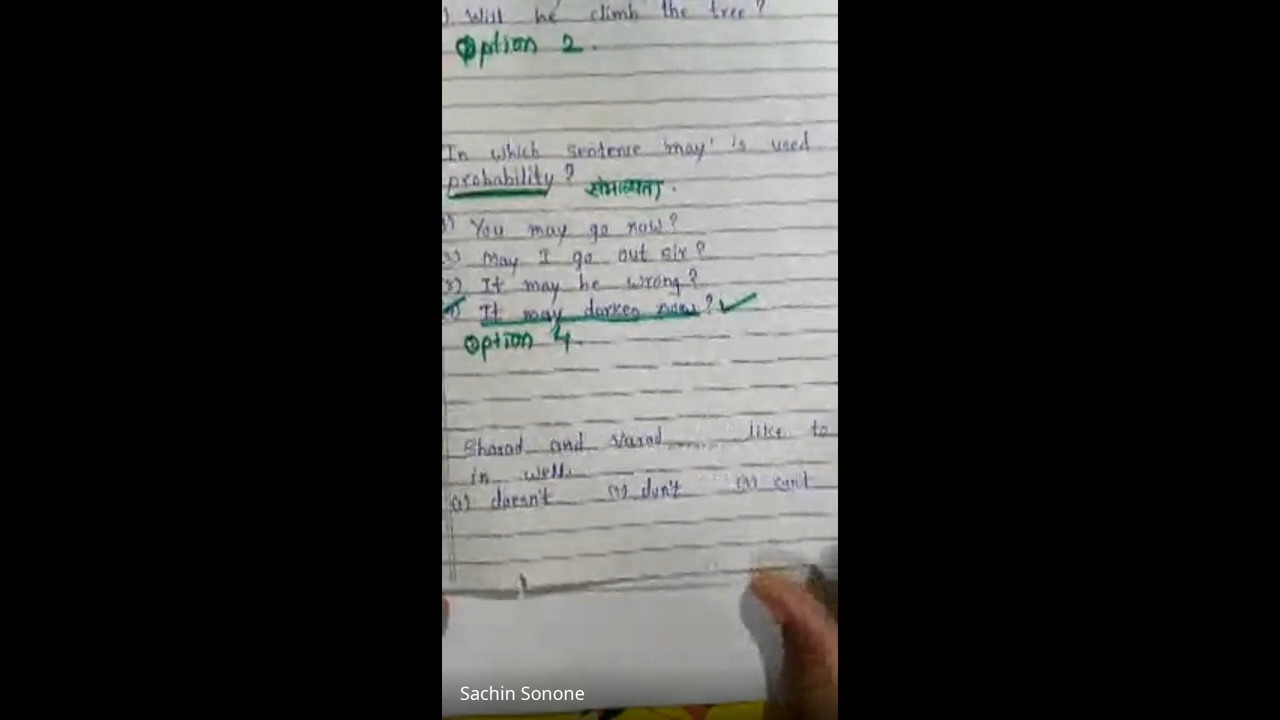 ) Will he climb the tree?
Option 2.
In which sentence 'may' is used
probability? संभाव्यता.
1) You may go now?
2) May I go out sir?
3) It may be wrong?
4) It may darken now? ✓
Option 4.
Sharad and Varad ...... like to
in well.
(1) doesn't (2) don't (3) can't
Sachin Sonone